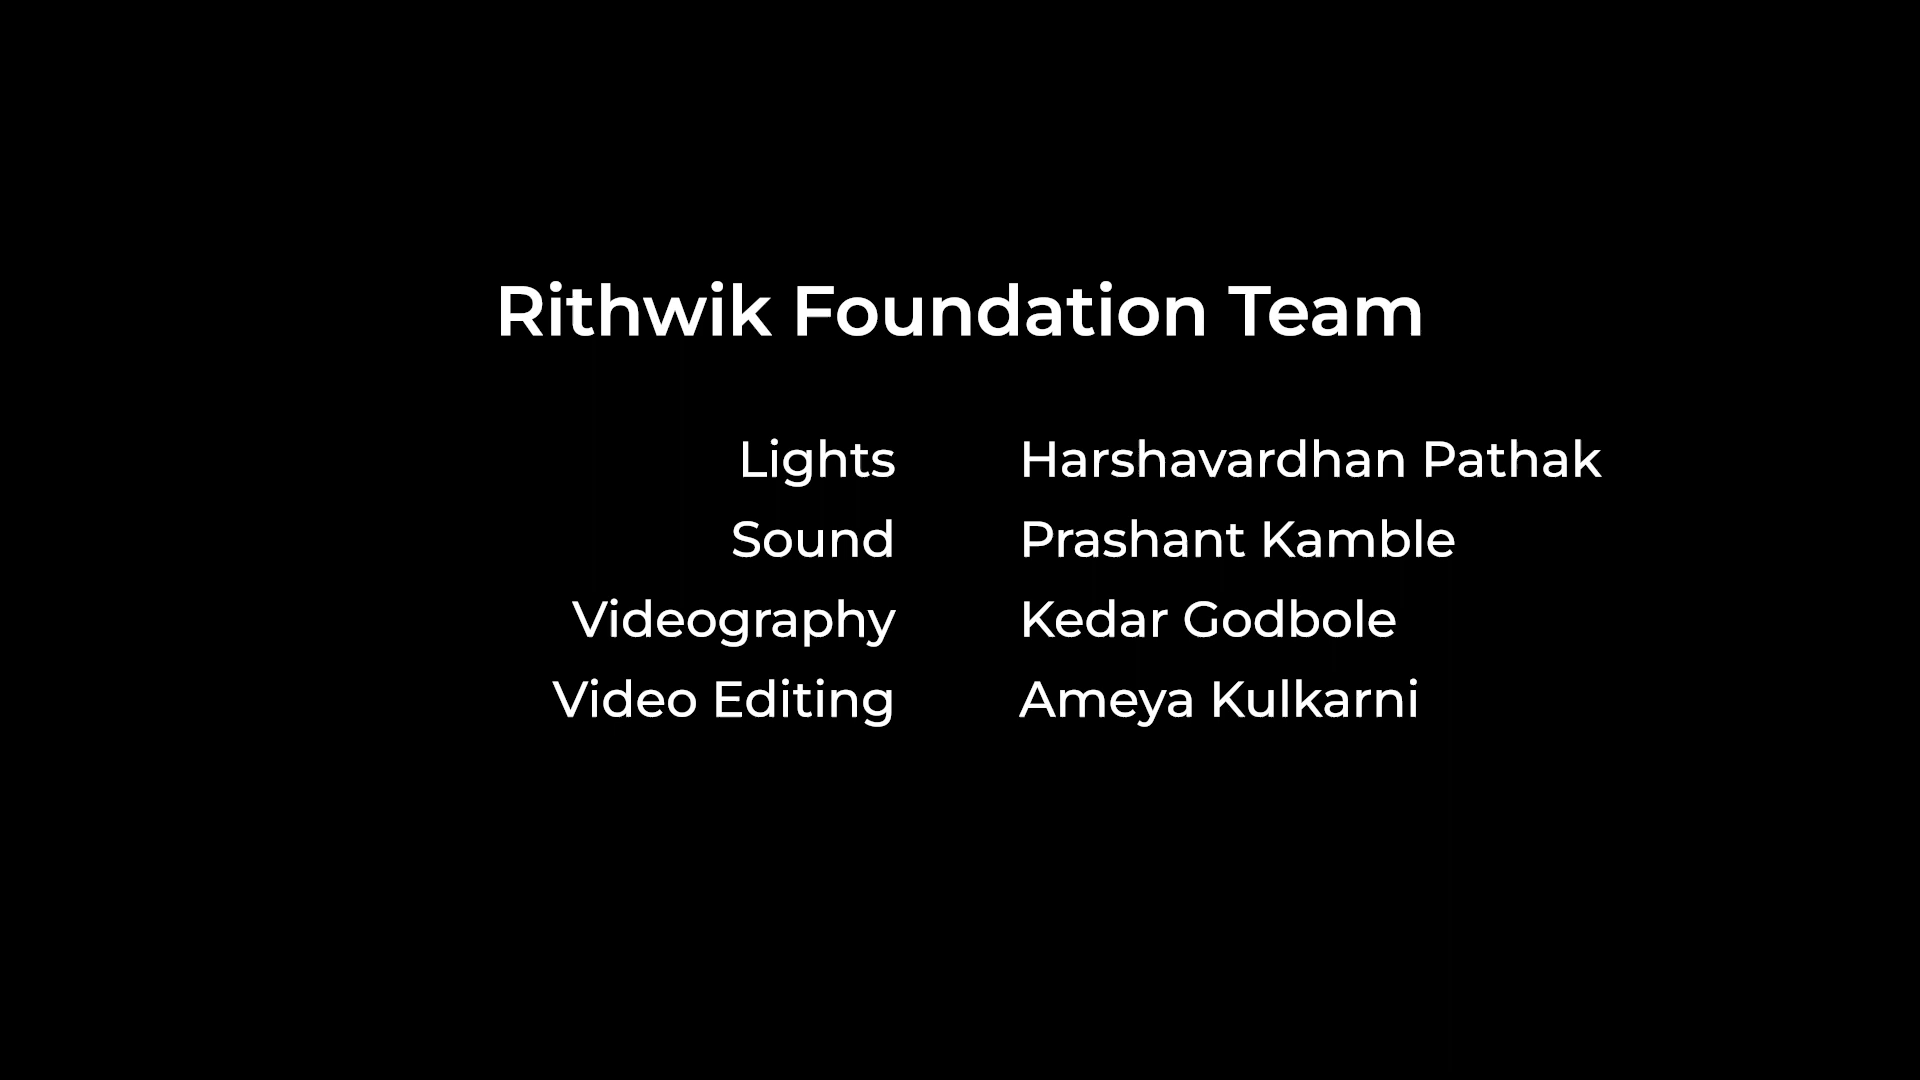 Rithwik Foundation Team
Lights Harshavardhan Pathak
Sound Prashant Kamble
Videography Kedar Godbole
Video Editing Ameya Kulkarni